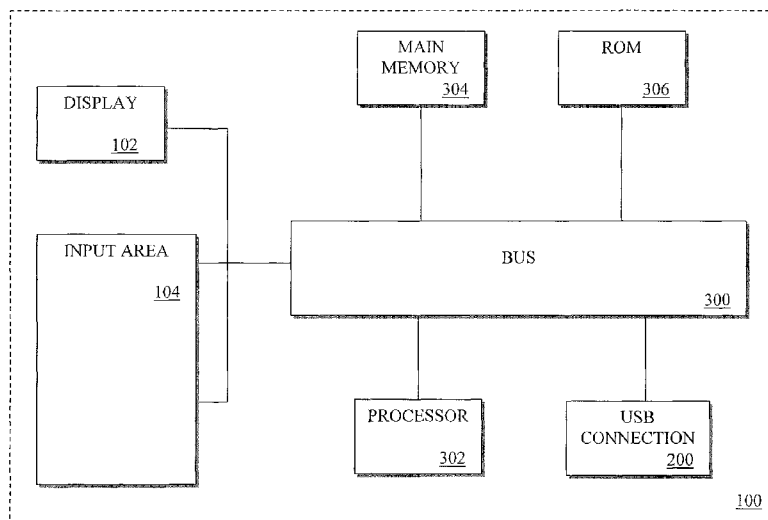 MAIN
MEMORY
304
ROM
306
DISPLAY
102
INPUT AREA
104
BUS
300
PROCESSOR
302
USB
CONNECTION
200
100